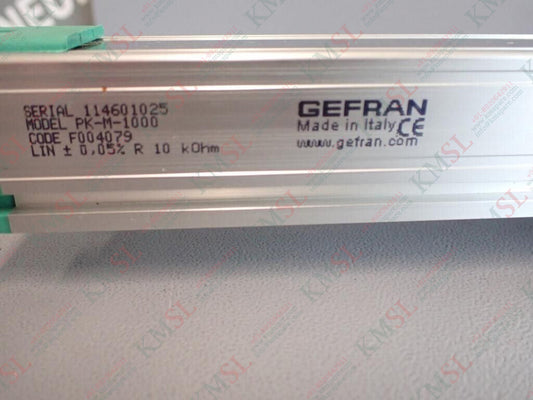 SERIAL 114601025
MODEL PK-M-1000
CODE F004079
LIN ± 0,05% R 10 kOhm
GEFRAN
Made in Italy CE
www.gefran.com
KMSL